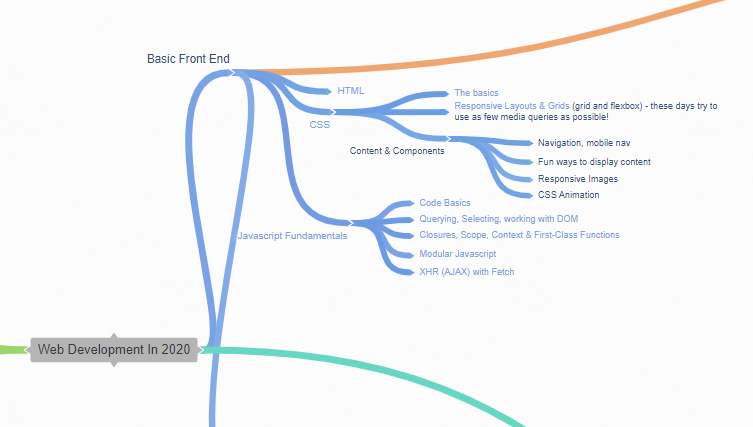 Basic Front End
HTML
The basics
Responsive Layouts & Grids (grid and flexbox) - these days try to
use as few media queries as possible!
CSS
Content & Components
Navigation, mobile nav
Fun ways to display content
Responsive Images
CSS Animation
Code Basics
Querying, Selecting, working with DOM
Javascript Fundamentals
Closures, Scope, Context & First-Class Functions
Modular Javascript
XHR (AJAX) with Fetch
Web Development In 2020